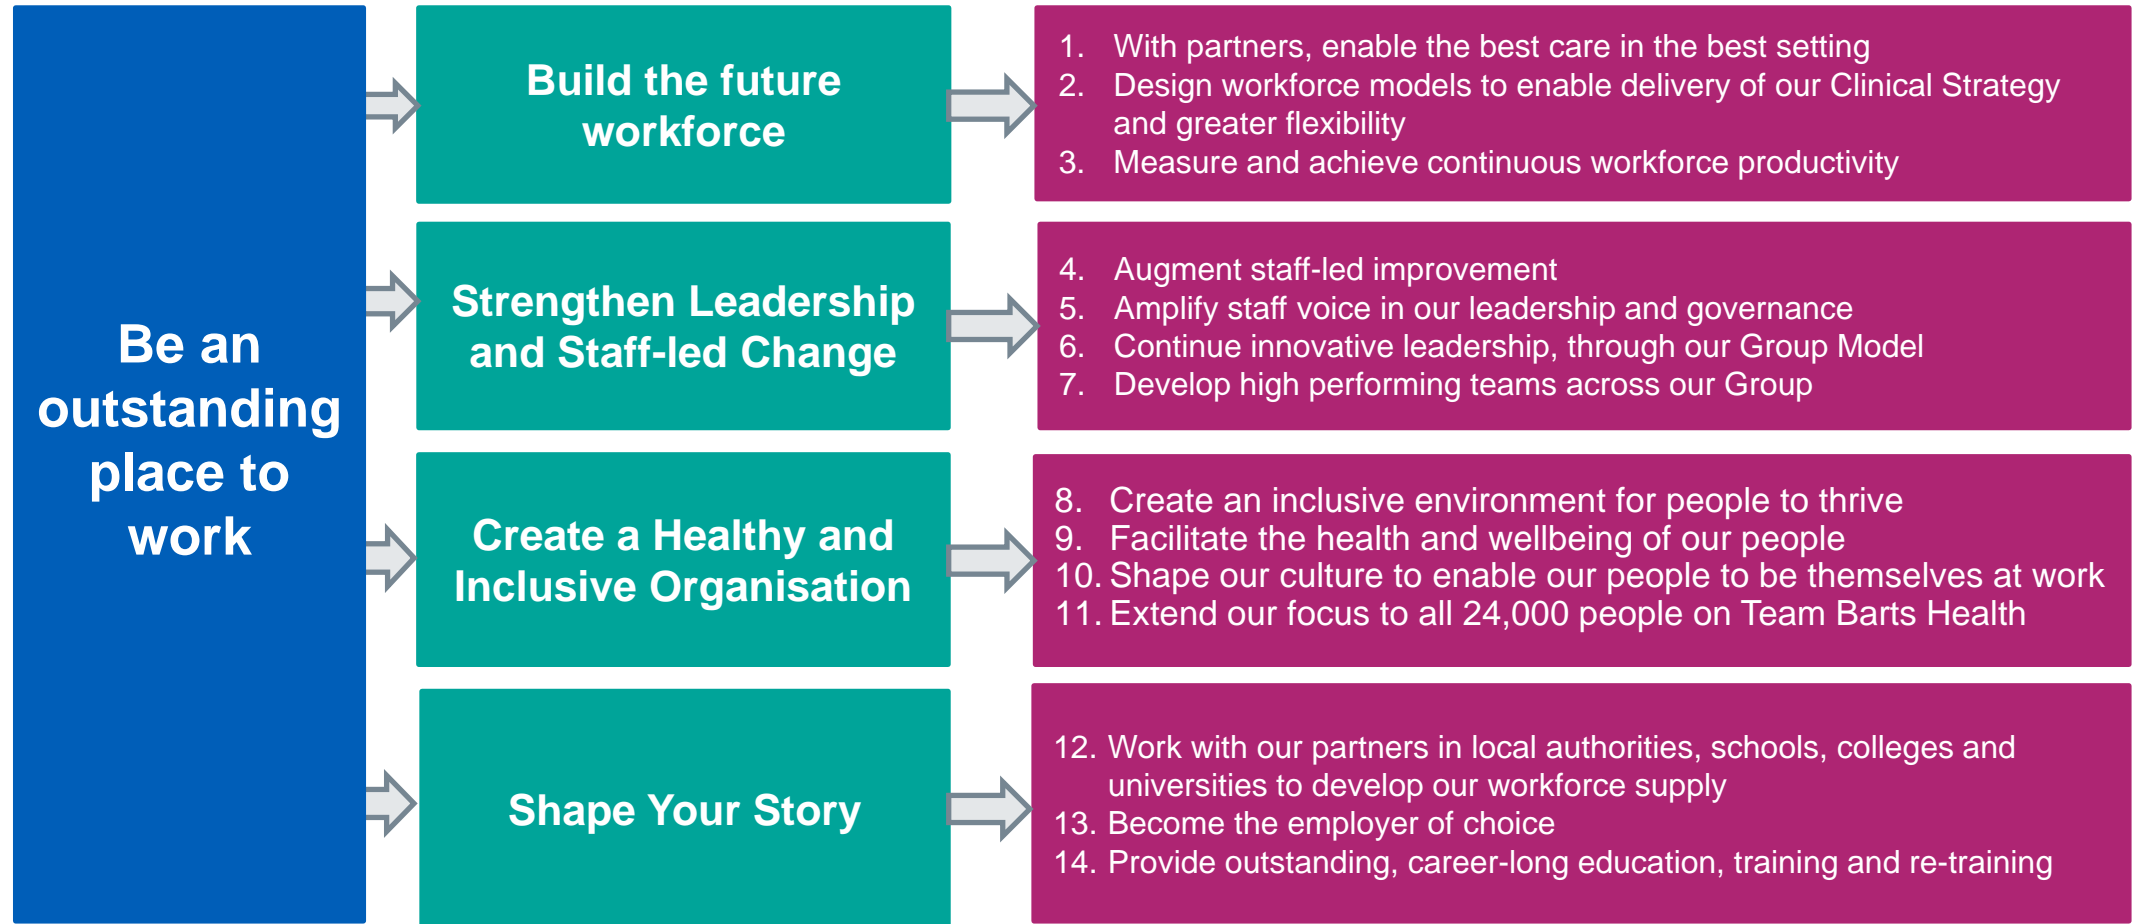 Be an
outstanding
place to
work
Build the future
workforce
1. With partners, enable the best care in the best setting
2. Design workforce models to enable delivery of our Clinical Strategy
and greater flexibility
3. Measure and achieve continuous workforce productivity
Strengthen Leadership
and Staff-led Change
4. Augment staff-led improvement
5. Amplify staff voice in our leadership and governance
6. Continue innovative leadership, through our Group Model
7. Develop high performing teams across our Group
Create a Healthy and
Inclusive Organisation
8. Create an inclusive environment for people to thrive
9. Facilitate the health and wellbeing of our people
10. Shape our culture to enable our people to be themselves at work
11. Extend our focus to all 24,000 people on Team Barts Health
Shape Your Story
12. Work with our partners in local authorities, schools, colleges and
universities to develop our workforce supply
13. Become the employer of choice
14. Provide outstanding, career-long education, training and re-training